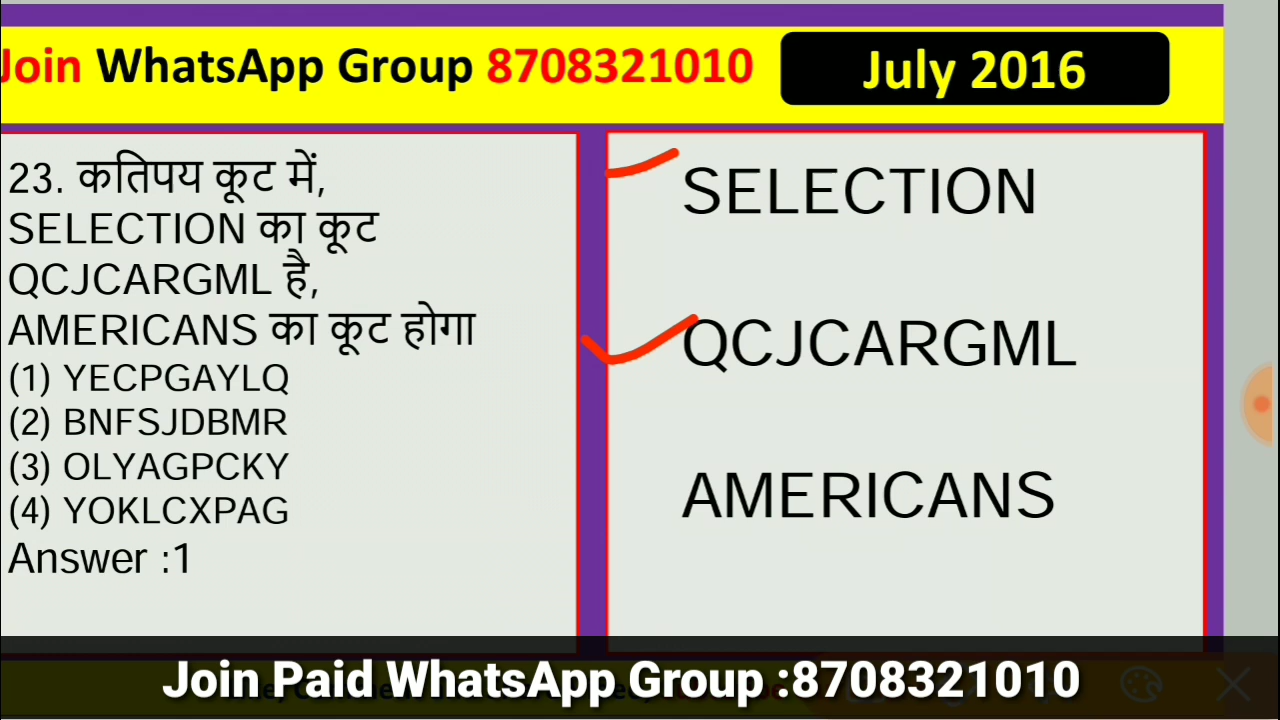 Join WhatsApp Group 8708321010
July 2016
23. कतिपय कूट में,
SELECTION का कूट
QCJCARGML है,
AMERICANS का कूट होगा
(1) YECPGAYLQ
(2) BNFSJDBMR
(3) OLYAGPCKY
(4) YOKLCXPAG
Answer :1
SELECTION
QCJCARGML
AMERICANS
Join Paid WhatsApp Group :8708321010